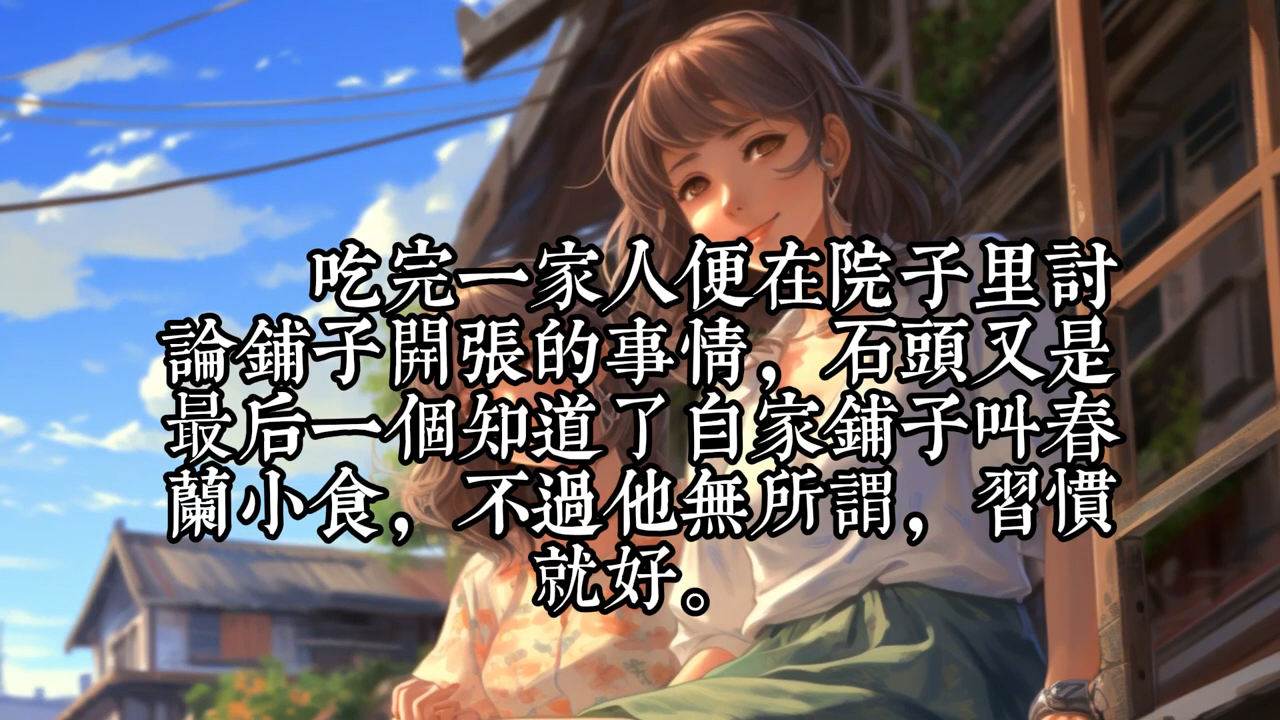 吃完一家人便在院子里討
論鋪子開張的事情，石頭又是
最后一個知道了自家鋪子叫春
蘭小食，不過他無所謂，習慣
就好。